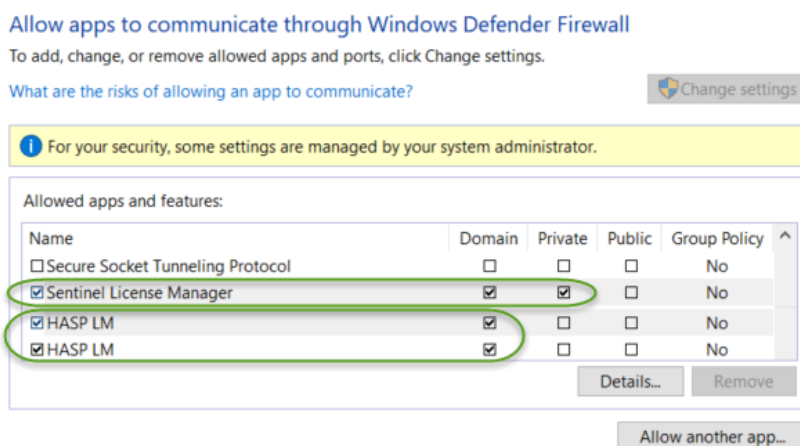 Allow apps to communicate through Windows Defender Firewall
To add, change, or remove allowed apps and ports, click Change settings.
What are the risks of allowing an app to communicate?
Change settings
For your security, some settings are managed by your system administrator.
Allowed apps and features:
Name Domain Private Public Group Policy
Secure Socket Tunneling Protocol No
Sentinel License Manager No
HASP LM No
HASP LM No
Details... Remove
Allow another app...